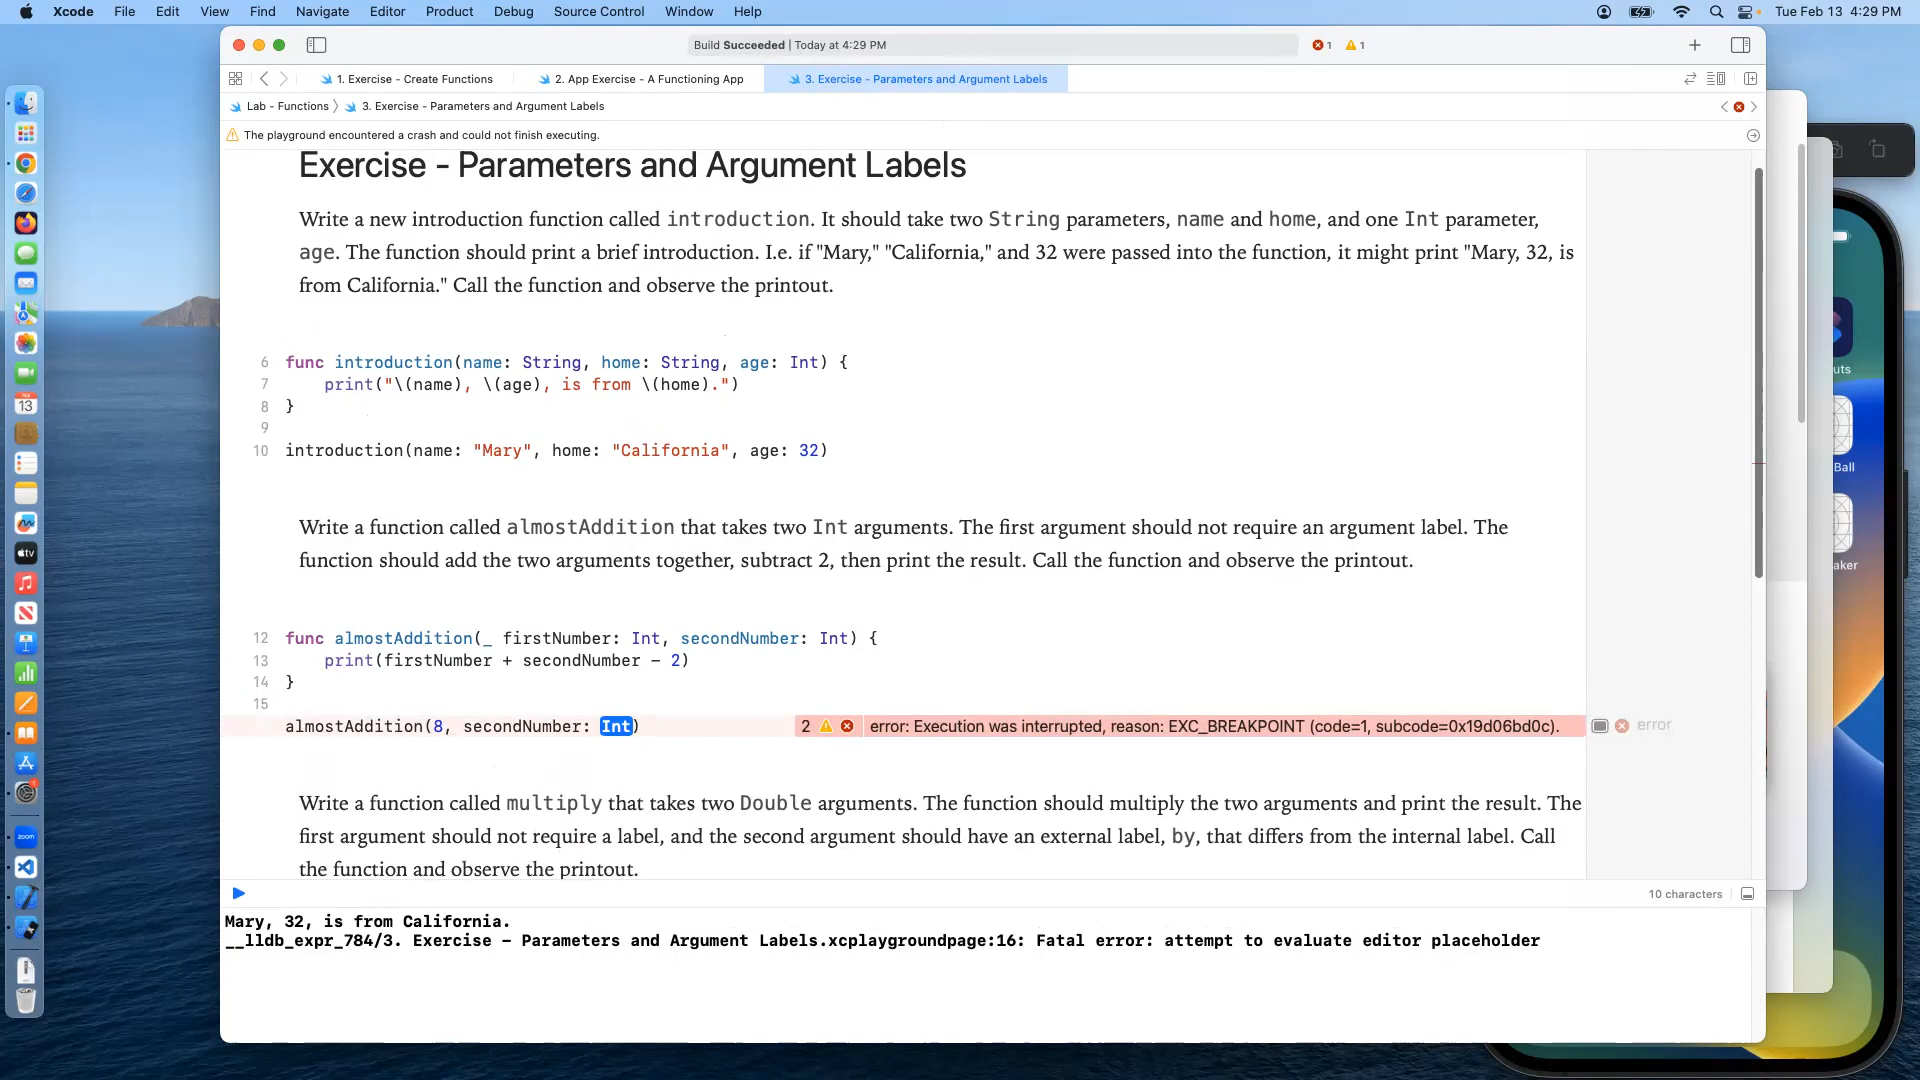 Xcode File Edit View Find Navigate Editor Product Debug Source Control Window Help Tue Feb 13 4:29 PM
Build Succeeded | Today at 4:29 PM 1 1
1. Exercise - Create Functions 2. App Exercise - A Functioning App 3. Exercise - Parameters and Argument Labels
Lab - Functions 3. Exercise - Parameters and Argument Labels
The playground encountered a crash and could not finish executing.
Exercise - Parameters and Argument Labels
Write a new introduction function called introduction. It should take two String parameters, name and home, and one Int parameter,
age. The function should print a brief introduction. I.e. if "Mary," "California," and 32 were passed into the function, it might print "Mary, 32, is
from California." Call the function and observe the printout.
6 func introduction(name: String, home: String, age: Int) {
7 print("\(name), \(age), is from \(home).")
8 }
9
10 introduction(name: "Mary", home: "California", age: 32)
Write a function called almostAddition that takes two Int arguments. The first argument should not require an argument label. The
function should add the two arguments together, subtract 2, then print the result. Call the function and observe the printout.
12 func almostAddition(_ firstNumber: Int, secondNumber: Int) {
13 print(firstNumber + secondNumber - 2)
14 }
15
almostAddition(8, secondNumber: Int) 2 error: Execution was interrupted, reason: EXC_BREAKPOINT (code=1, subcode=0x19d06bd0c). error
Write a function called multiply that takes two Double arguments. The function should multiply the two arguments and print the result. The
first argument should not require a label, and the second argument should have an external label, by, that differs from the internal label. Call
the function and observe the printout.
10 characters
Mary, 32, is from California.
__lldb_expr_784/3. Exercise - Parameters and Argument Labels.xcplaygroundpage:16: Fatal error: attempt to evaluate editor placeholder
uts
Ball
aker
FEB
13
tv
zoom